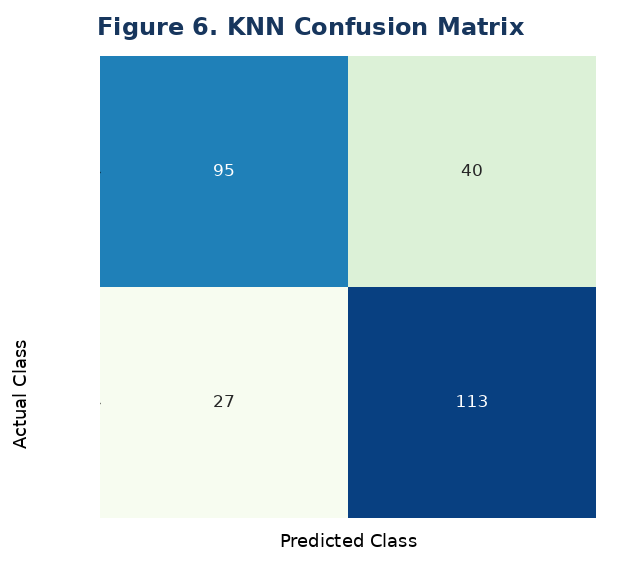 Figure 6. KNN Confusion Matrix
95 40
27 113
Actual Class
Predicted Class